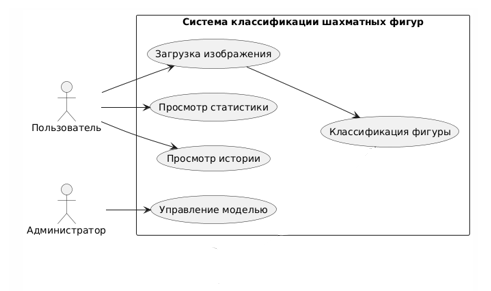 Система классификации шахматных фигур
Загрузка изображения
Просмотр статистики
Пользователь
Классификация фигуры
Просмотр истории
Управление моделью
Администратор